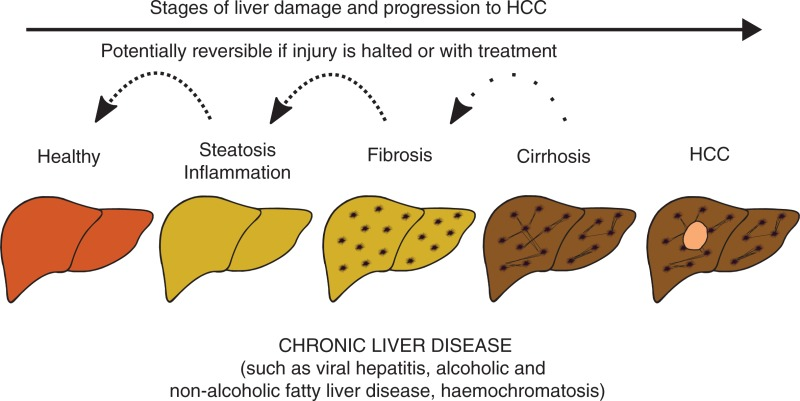 Stages of liver damage and progression to HCC
Potentially reversible if injury is halted or with treatment
Healthy
Steatosis
Inflammation
Fibrosis
Cirrhosis
HCC
CHRONIC LIVER DISEASE
(such as viral hepatitis, alcoholic and
non-alcoholic fatty liver disease, haemochromatosis)